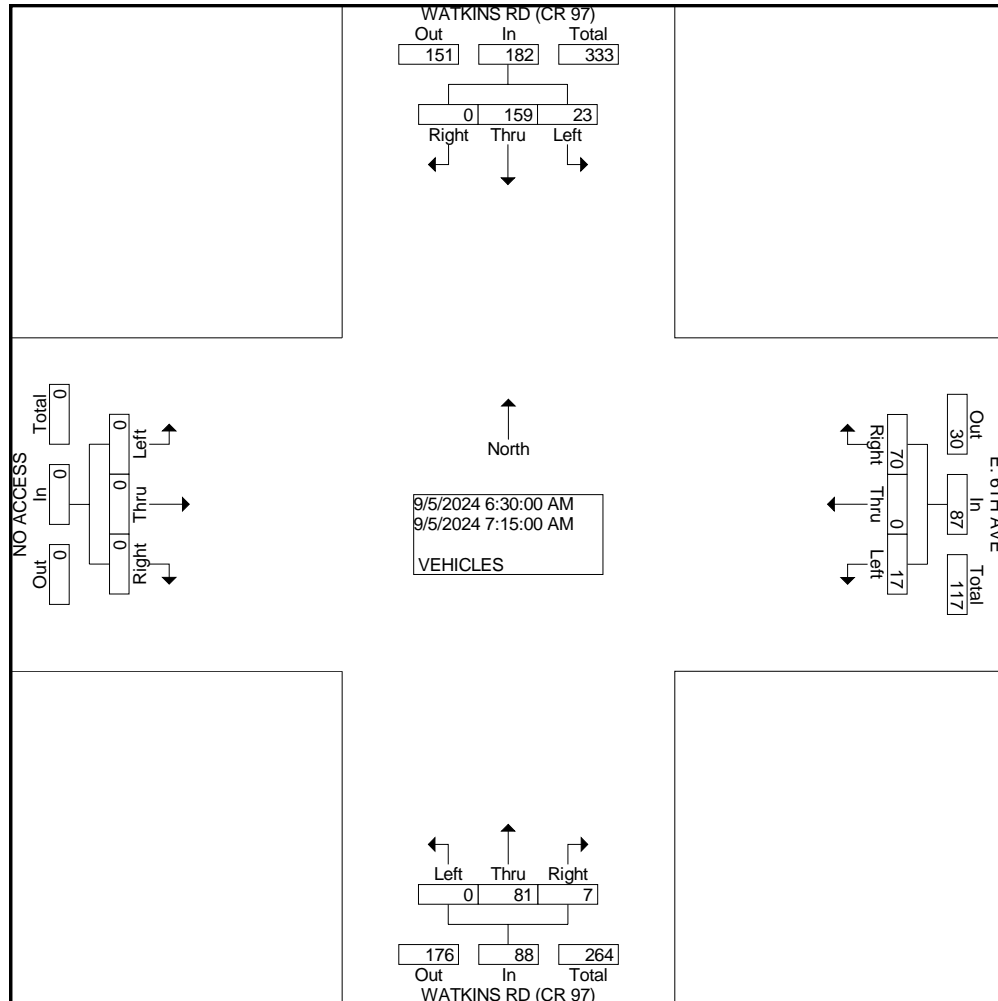 WATKINS RD (CR 97)
Out In Total
151 182 333
0 159 23
Right Thru Left
NO ACCESS
Total In Out
0 0 0
0 0 0
Left Thru Right
North
9/5/2024 6:30:00 AM
9/5/2024 7:15:00 AM
VEHICLES
Right Thru Left
70 0 17
Out In Total
30 87 117
E. 6TH AVE
Left Thru Right
0 81 7
176 88 264
Out In Total
WATKINS RD (CR 97)